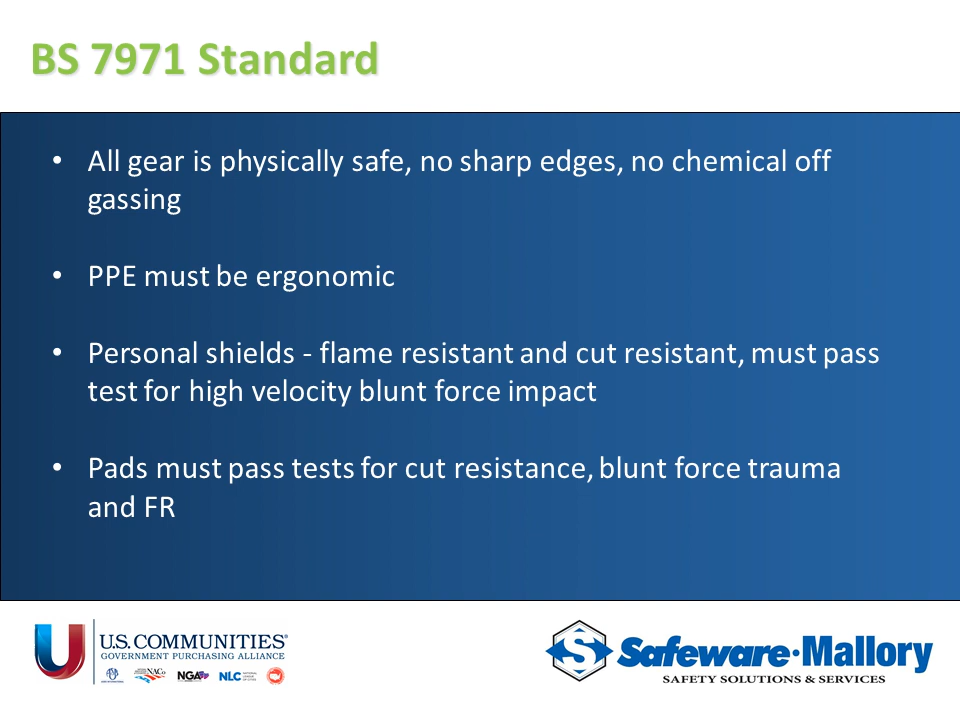 BS 7971 Standard
• All gear is physically safe, no sharp edges, no chemical off
gassing
• PPE must be ergonomic
• Personal shields - flame resistant and cut resistant, must pass
test for high velocity blunt force impact
• Pads must pass tests for cut resistance, blunt force trauma
and FR
U.S. COMMUNITIES®
GOVERNMENT PURCHASING ALLIANCE
NACo
NGA
NLC
S
Safeware·Mallory
SAFETY SOLUTIONS & SERVICES